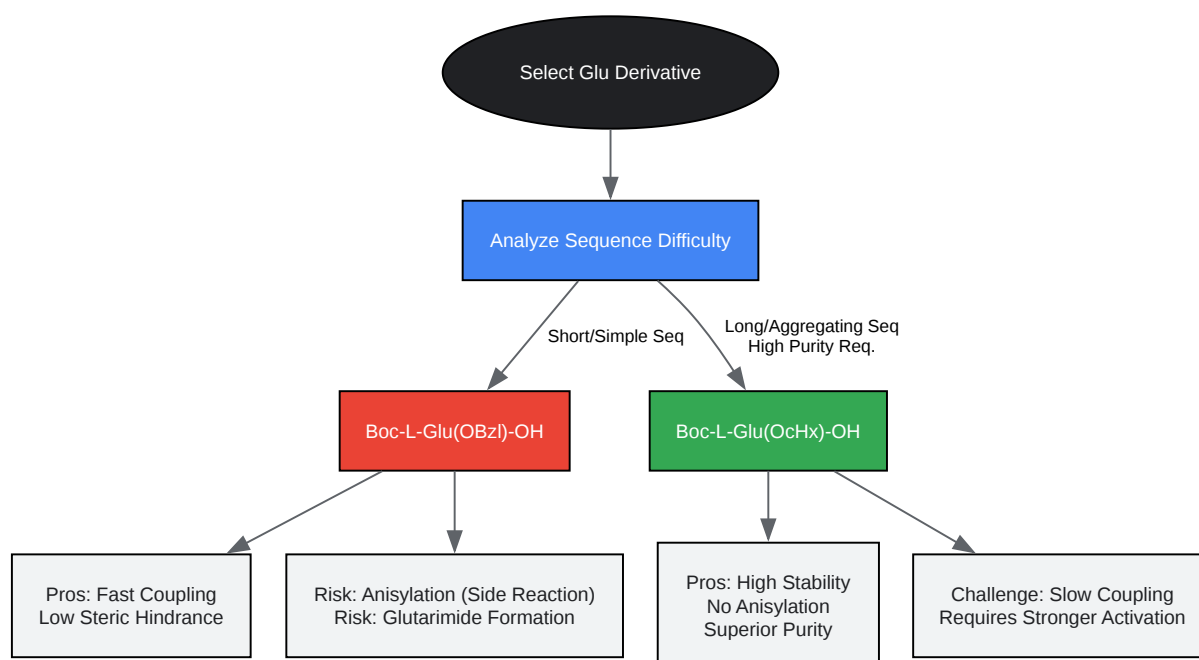 Select Glu Derivative
Analyze Sequence Difficulty
Short/Simple Seq
Long/Aggregating Seq
High Purity Req.
Boc-L-Glu(OBzl)-OH
Boc-L-Glu(OcHx)-OH
Pros: Fast Coupling
Low Steric Hindrance
Risk: Anisylation (Side Reaction)
Risk: Glutarimide Formation
Pros: High Stability
No Anisylation
Superior Purity
Challenge: Slow Coupling
Requires Stronger Activation